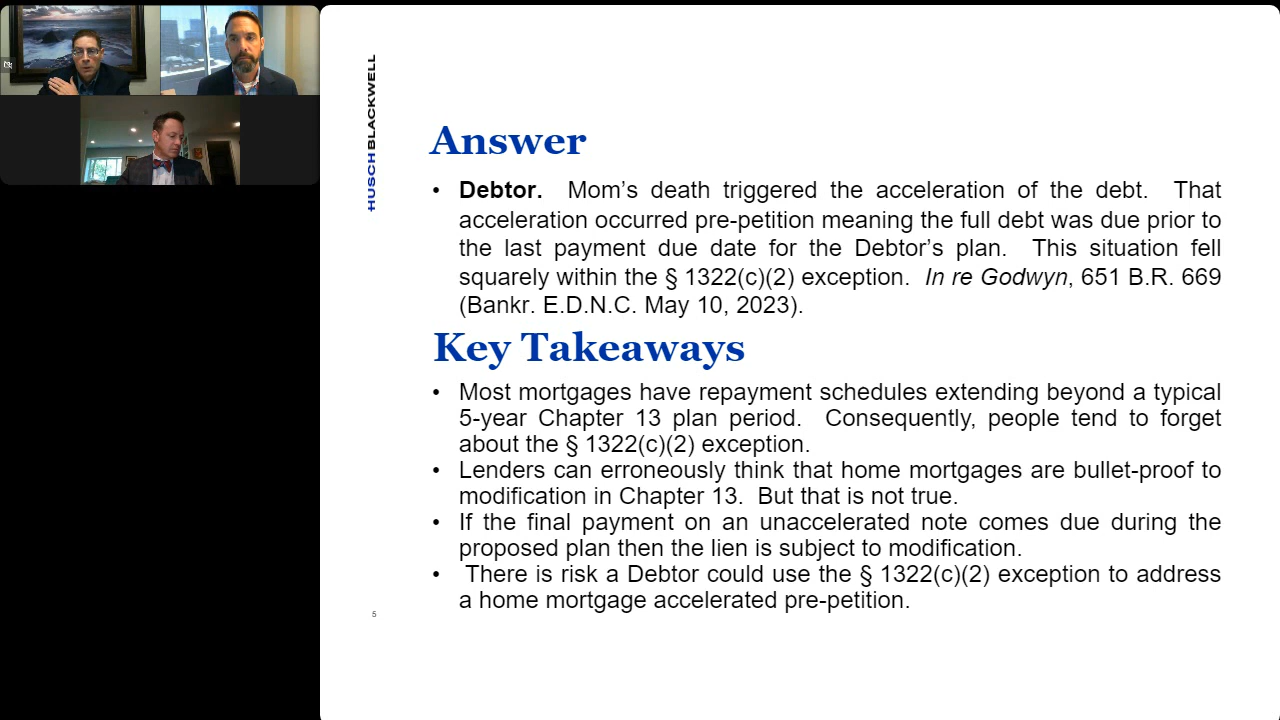 HUSCHBLACKWELL
Answer
• Debtor. Mom’s death triggered the acceleration of the debt. That
acceleration occurred pre-petition meaning the full debt was due prior to
the last payment due date for the Debtor’s plan. This situation fell
squarely within the § 1322(c)(2) exception. In re Godwyn, 651 B.R. 669
(Bankr. E.D.N.C. May 10, 2023).
Key Takeaways
• Most mortgages have repayment schedules extending beyond a typical
5-year Chapter 13 plan period. Consequently, people tend to forget
about the § 1322(c)(2) exception.
• Lenders can erroneously think that home mortgages are bullet-proof to
modification in Chapter 13. But that is not true.
• If the final payment on an unaccelerated note comes due during the
proposed plan then the lien is subject to modification.
• There is risk a Debtor could use the § 1322(c)(2) exception to address
a home mortgage accelerated pre-petition.
5